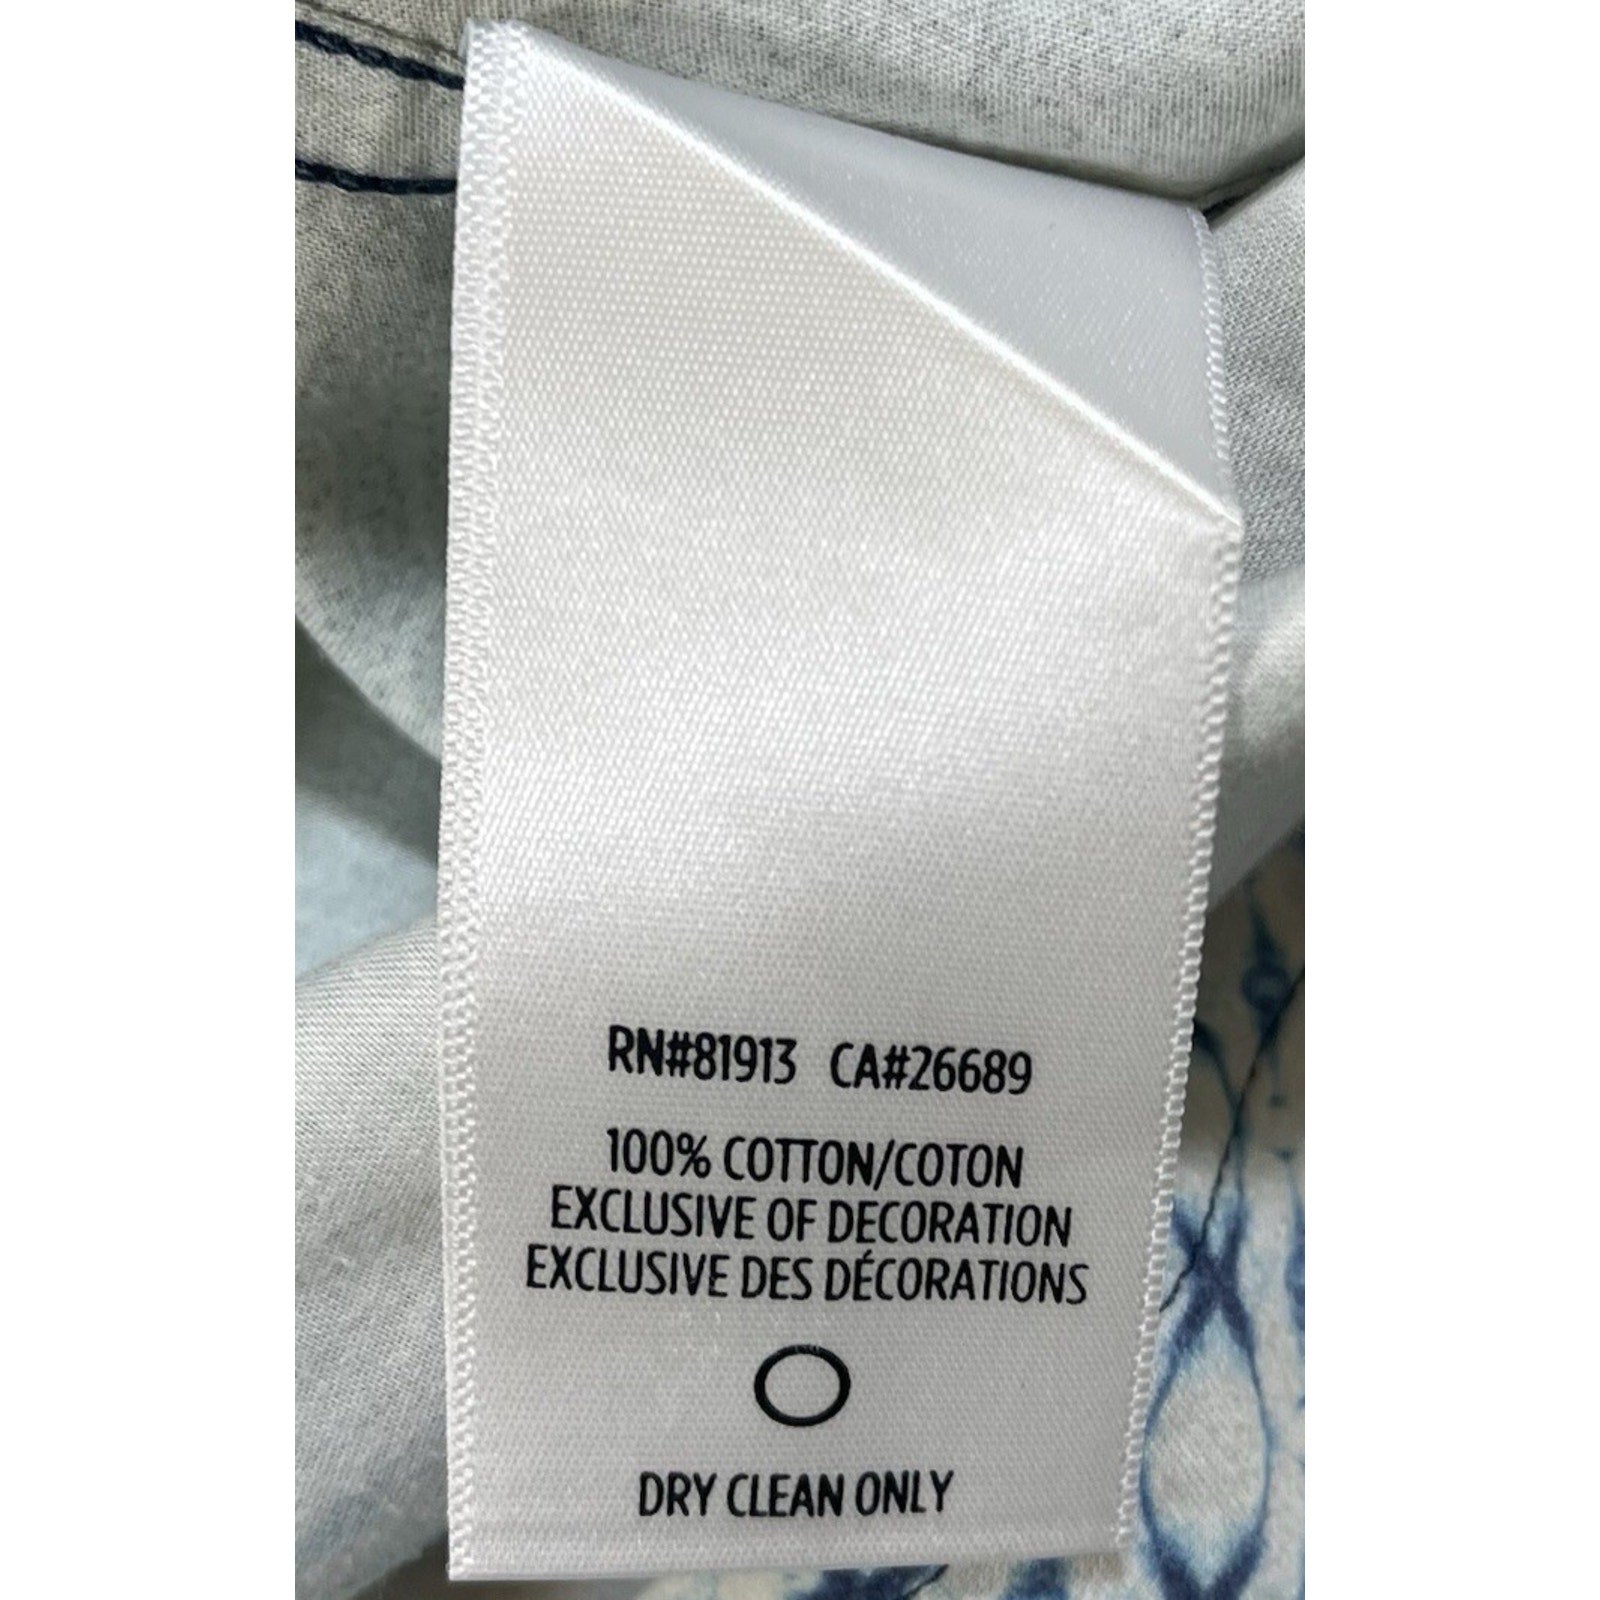 RN#81913 CA#26689
100% COTTON/COTON
EXCLUSIVE OF DECORATION
EXCLUSIVE DES DÉCORATIONS
DRY CLEAN ONLY